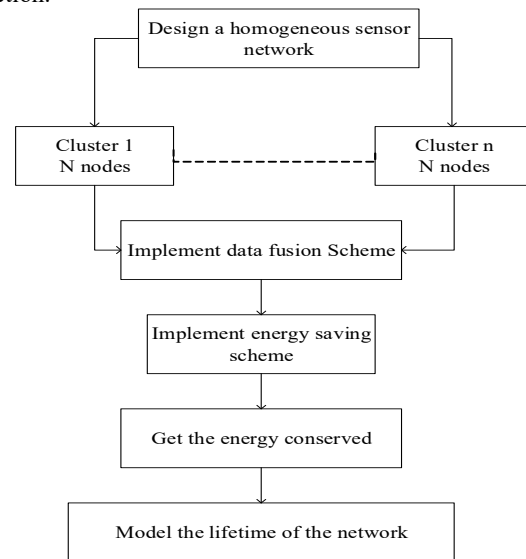 Design a homogeneous sensor
network
Cluster 1
N nodes
Cluster n
N nodes
Implement data fusion Scheme
Implement energy saving
scheme
Get the energy conserved
Model the lifetime of the network